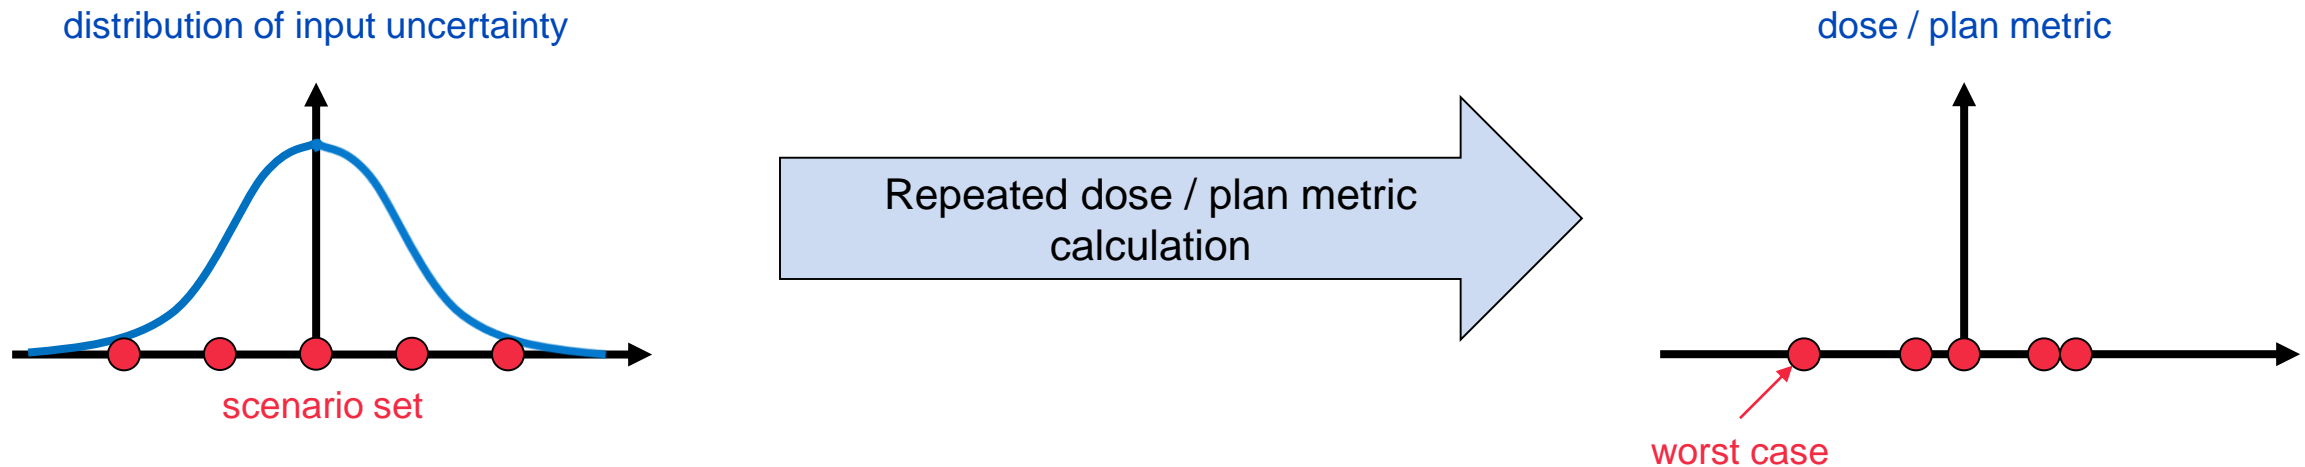 distribution of input uncertainty
dose / plan metric
Repeated dose / plan metric
calculation
scenario set
worst case